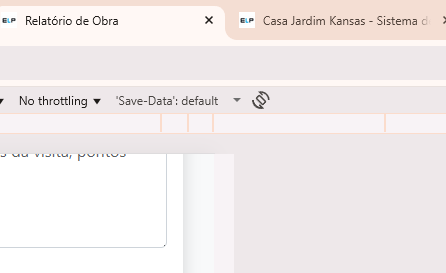 ELP Relatório de Obra
ELP Casa Jardim Kansas - Sistema d
No throttling 'Save-Data': default
da visita, pontos